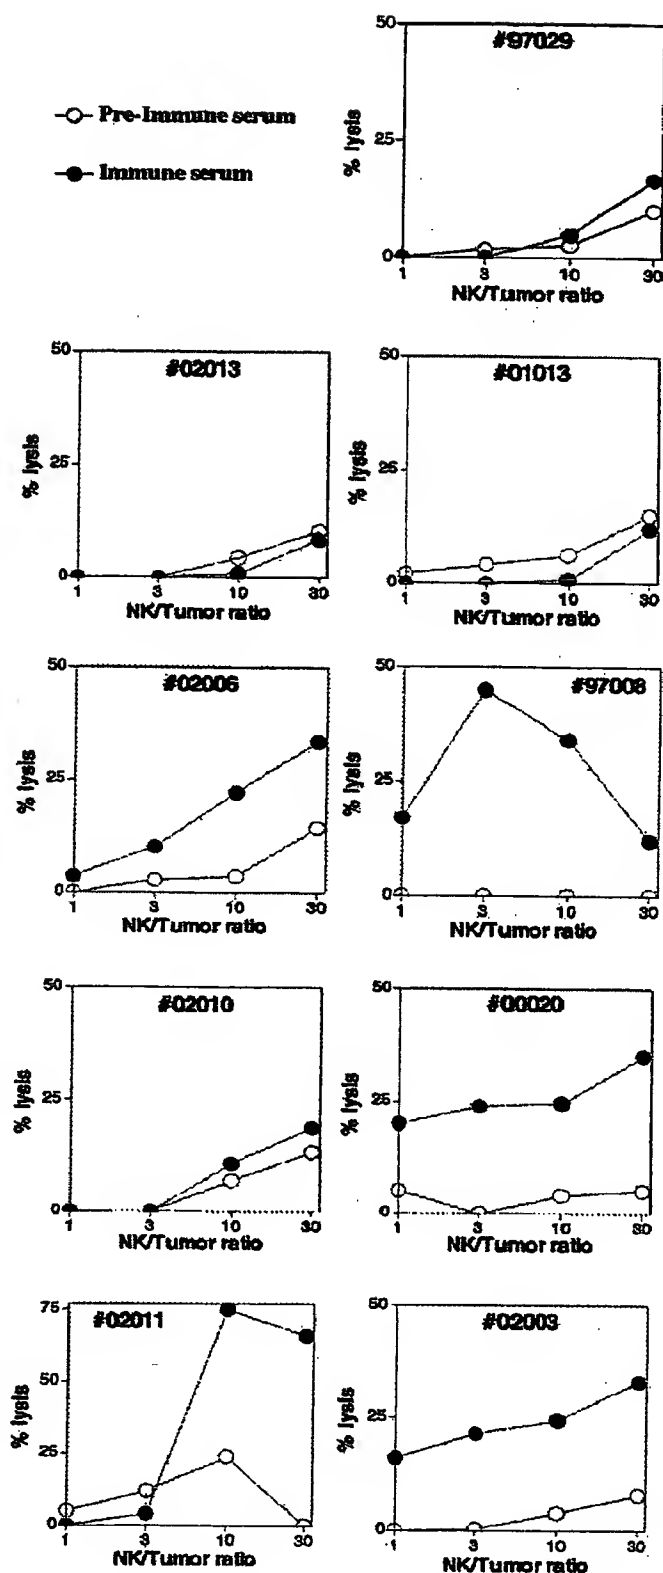 Pre-Immune serum
Immune serum
#97029
50
25
0
% lysis
1 3 10 30
NK/Tumor ratio
#02013
50
25
0
% lysis
1 3 10 30
NK/Tumor ratio
#01013
50
25
0
% lysis
1 3 10 30
NK/Tumor ratio
#02006
50
25
0
% lysis
1 3 10 30
NK/Tumor ratio
#97008
50
25
0
% lysis
1 3 10 30
NK/Tumor ratio
#02010
50
25
0
% lysis
1 3 10 30
NK/Tumor ratio
#00020
50
25
0
% lysis
1 3 10 30
NK/Tumor ratio
#02011
75
50
25
0
% lysis
1 3 10 30
NK/Tumor ratio
#02003
50
25
0
% lysis
1 3 10 30
NK/Tumor ratio